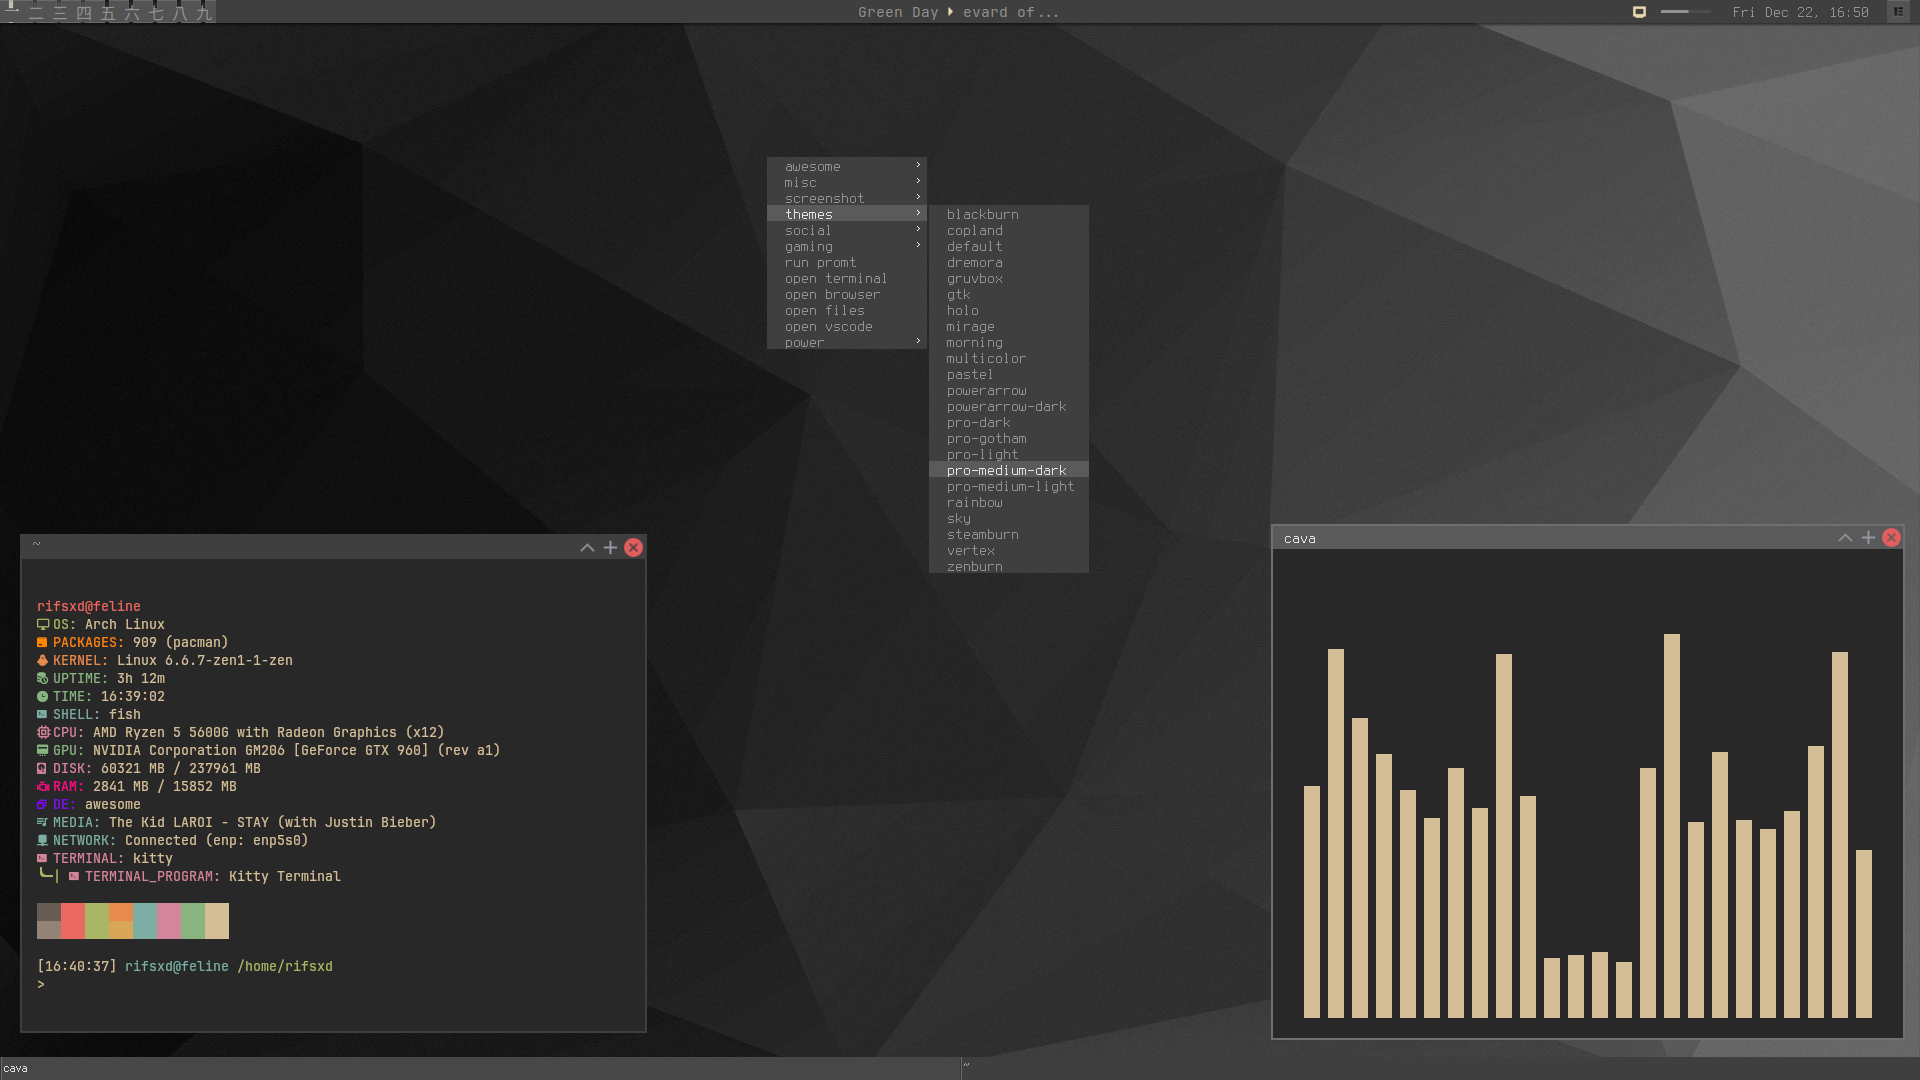 一 二 三 四 五 六 七 八 九
Green Day evard of...
Fri Dec 22, 16:50
awesome
misc
screenshot
themes
social
gaming
run promt
open terminal
open browser
open files
open vscode
power
blackburn
copland
default
dremora
gruvbox
gtk
holo
mirage
morning
multicolor
pastel
powerarrow
powerarrow-dark
pro-dark
pro-gotham
pro-light
pro-medium-dark
pro-medium-light
rainbow
sky
steamburn
vertex
zenburn
~
rifsxd@feline
OS: Arch Linux
PACKAGES: 909 (pacman)
KERNEL: Linux 6.6.7-zen1-1-zen
UPTIME: 3h 12m
TIME: 16:39:02
SHELL: fish
CPU: AMD Ryzen 5 5600G with Radeon Graphics (x12)
GPU: NVIDIA Corporation GM206 [GeForce GTX 960] (rev a1)
DISK: 60321 MB / 237961 MB
RAM: 2841 MB / 15852 MB
DE: awesome
MEDIA: The Kid LAROI - STAY (with Justin Bieber)
NETWORK: Connected (enp: enp5s0)
TERMINAL: kitty
TERMINAL_PROGRAM: Kitty Terminal
[16:40:37] rifsxd@feline /home/rifsxd
>
cava
cava
~